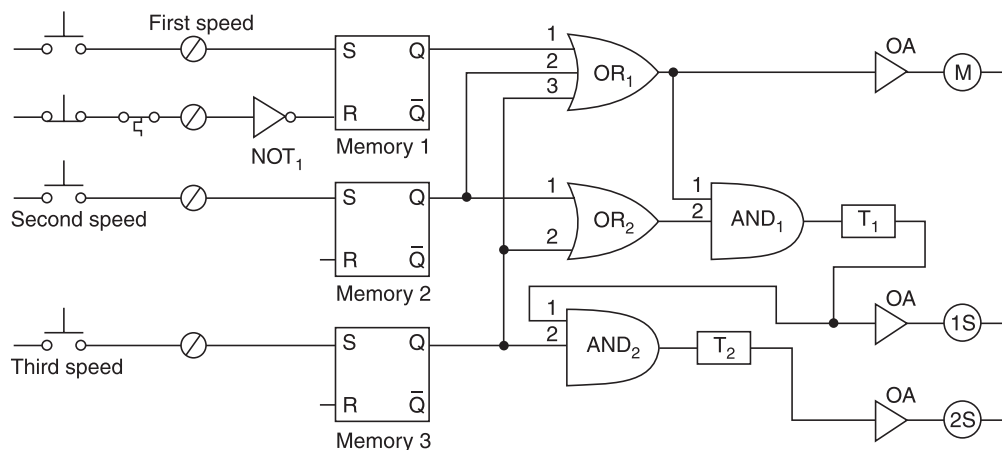 First speed
S Q
R Q̅
Memory 1
NOT₁
1
2
3
OR₁
OA
M
Second speed
S Q
R Q̅
Memory 2
1
2
OR₂
1
2
AND₁
T₁
Third speed
S Q
R Q̅
Memory 3
1
2
AND₂
T₂
OA
1S
OA
2S